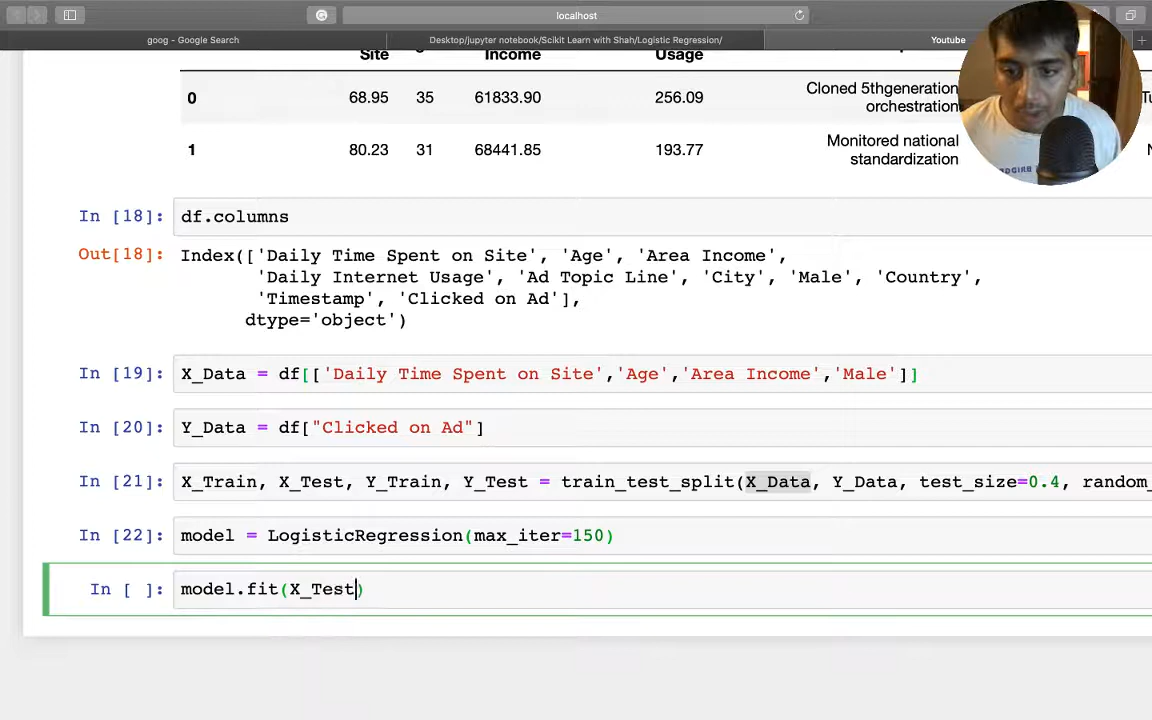 localhost
goog - Google Search
Desktop/jupyter notebook/Scikit Learn with Shah/Logistic Regression/
Youtube
Site Income Usage
0 68.95 35 61833.90 256.09 Cloned 5thgeneration
orchestration
1 80.23 31 68441.85 193.77 Monitored national
standardization
In [18]: df.columns
Out[18]: Index(['Daily Time Spent on Site', 'Age', 'Area Income',
'Daily Internet Usage', 'Ad Topic Line', 'City', 'Male', 'Country',
'Timestamp', 'Clicked on Ad'],
dtype='object')
In [19]: X_Data = df[['Daily Time Spent on Site','Age','Area Income','Male']]
In [20]: Y_Data = df["Clicked on Ad"]
In [21]: X_Train, X_Test, Y_Train, Y_Test = train_test_split(X_Data, Y_Data, test_size=0.4, random_
In [22]: model = LogisticRegression(max_iter=150)
In [ ]: model.fit(X_Test)